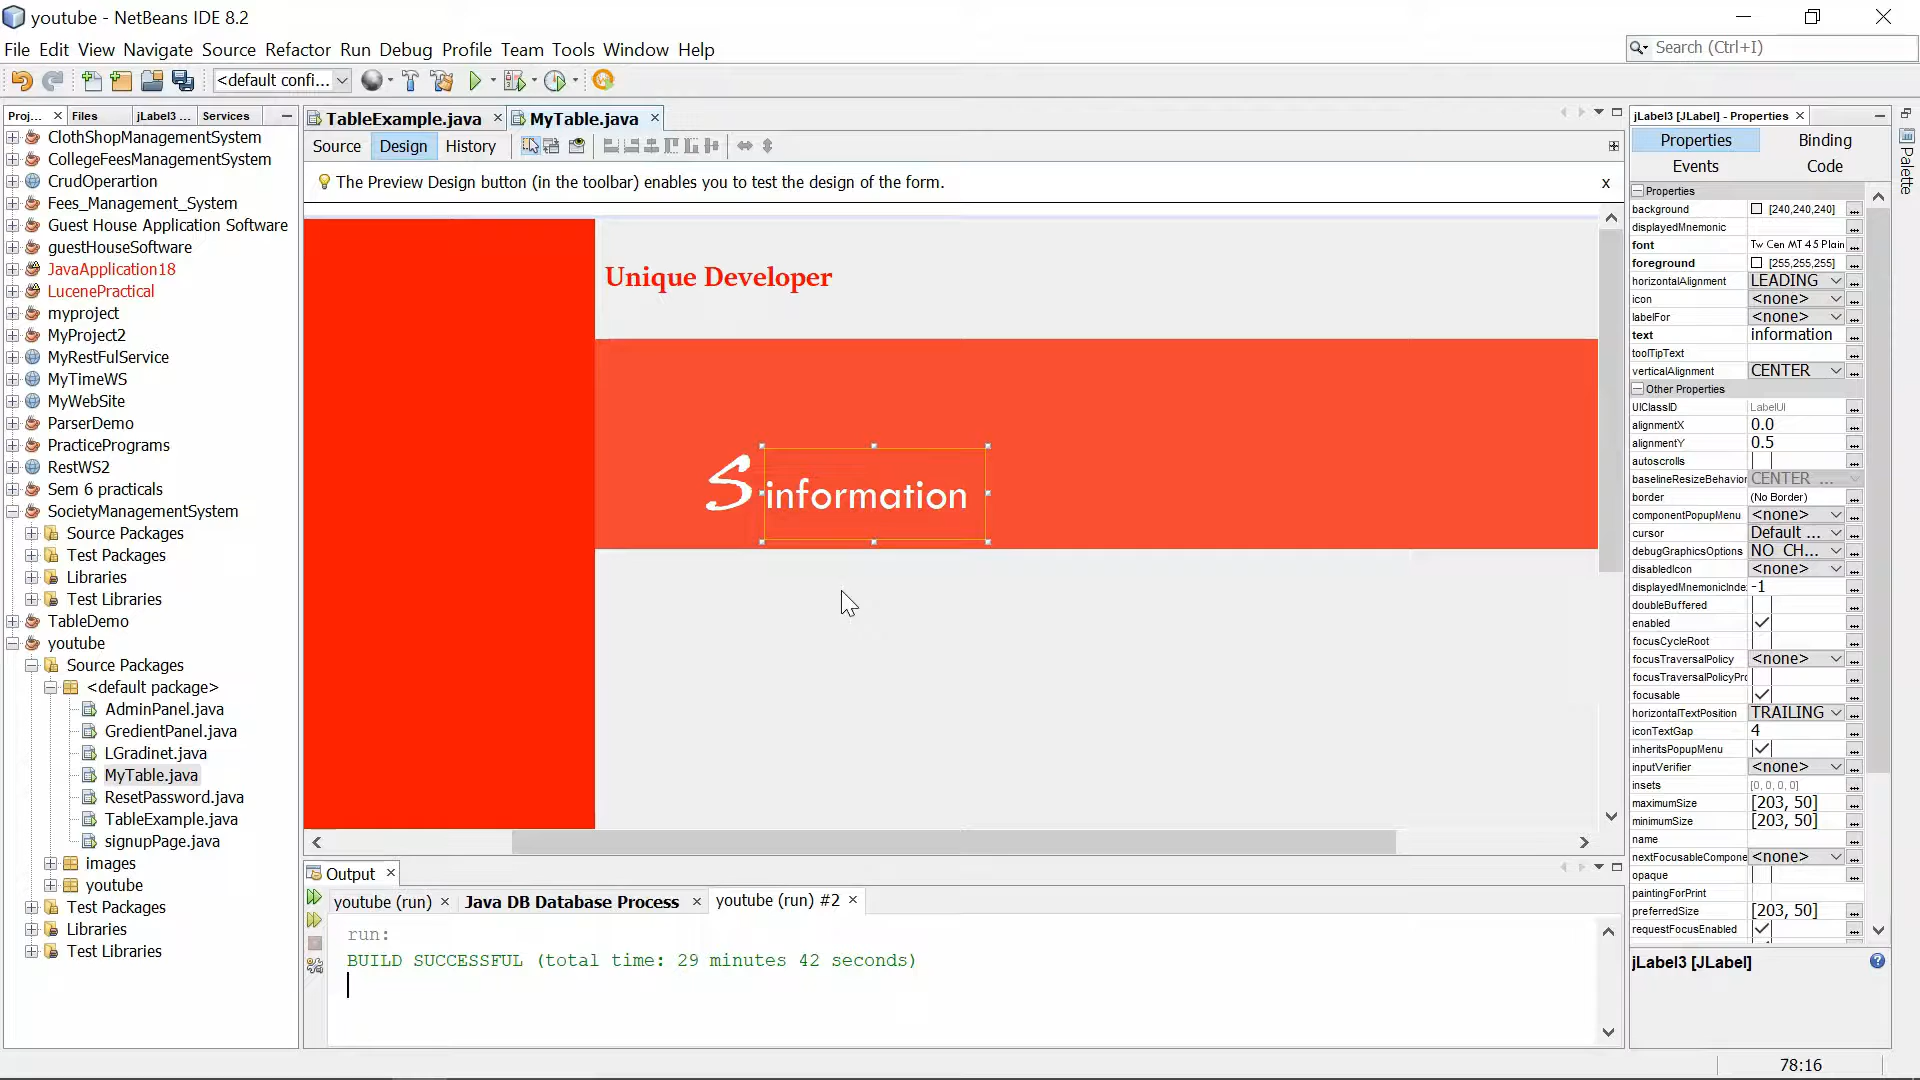 youtube - NetBeans IDE 8.2
File Edit View Navigate Source Refactor Run Debug Profile Team Tools Window Help
Search (Ctrl+I)
<default confi...
Proj... Files jLabel3 ... Services
ClothShopManagementSystem
CollegeFeesManagementSystem
CrudOperartion
Fees_Management_System
Guest House Application Software
guestHouseSoftware
JavaApplication18
LucenePractical
myproject
MyProject2
MyRestFulService
MyTimeWS
MyWebSite
ParserDemo
PracticePrograms
RestWS2
Sem 6 practicals
SocietyManagementSystem
Source Packages
Test Packages
Libraries
Test Libraries
TableDemo
youtube
Source Packages
<default package>
AdminPanel.java
GredientPanel.java
LGradinet.java
MyTable.java
ResetPassword.java
TableExample.java
signupPage.java
images
youtube
Test Packages
Libraries
Test Libraries
TableExample.java MyTable.java
Source Design History
The Preview Design button (in the toolbar) enables you to test the design of the form. x
Unique Developer
S information
Output
youtube (run) Java DB Database Process youtube (run) #2
run:
BUILD SUCCESSFUL (total time: 29 minutes 42 seconds)
jLabel3 [JLabel] - Properties
Palette
Properties Binding
Events Code
Properties
background [240,240,240] ...
displayedMnemonic ...
font Tw Cen MT 45 Plain ...
foreground [255,255,255] ...
horizontalAlignment LEADING ...
icon <none> ...
labelFor <none> ...
text information ...
toolTipText ...
verticalAlignment CENTER ...
Other Properties
UIClassID LabelUI ...
alignmentX 0.0 ...
alignmentY 0.5 ...
autoscrolls ...
baselineResizeBehavior CENTER ... ...
border (No Border) ...
componentPopupMenu <none> ...
cursor Default ... ...
debugGraphicsOptions NO_CH... ...
disabledIcon <none> ...
displayedMnemonicInde -1 ...
doubleBuffered ...
enabled ...
focusCycleRoot ...
focusTraversalPolicy <none> ...
focusTraversalPolicyPro ...
focusable ...
horizontalTextPosition TRAILING ...
iconTextGap 4 ...
inheritsPopupMenu ...
inputVerifier <none> ...
insets [0, 0, 0, 0] ...
maximumSize [203, 50] ...
minimumSize [203, 50] ...
name ...
nextFocusableCompone <none> ...
opaque ...
paintingForPrint
preferredSize [203, 50] ...
requestFocusEnabled ...
jLabel3 [JLabel]
78:16